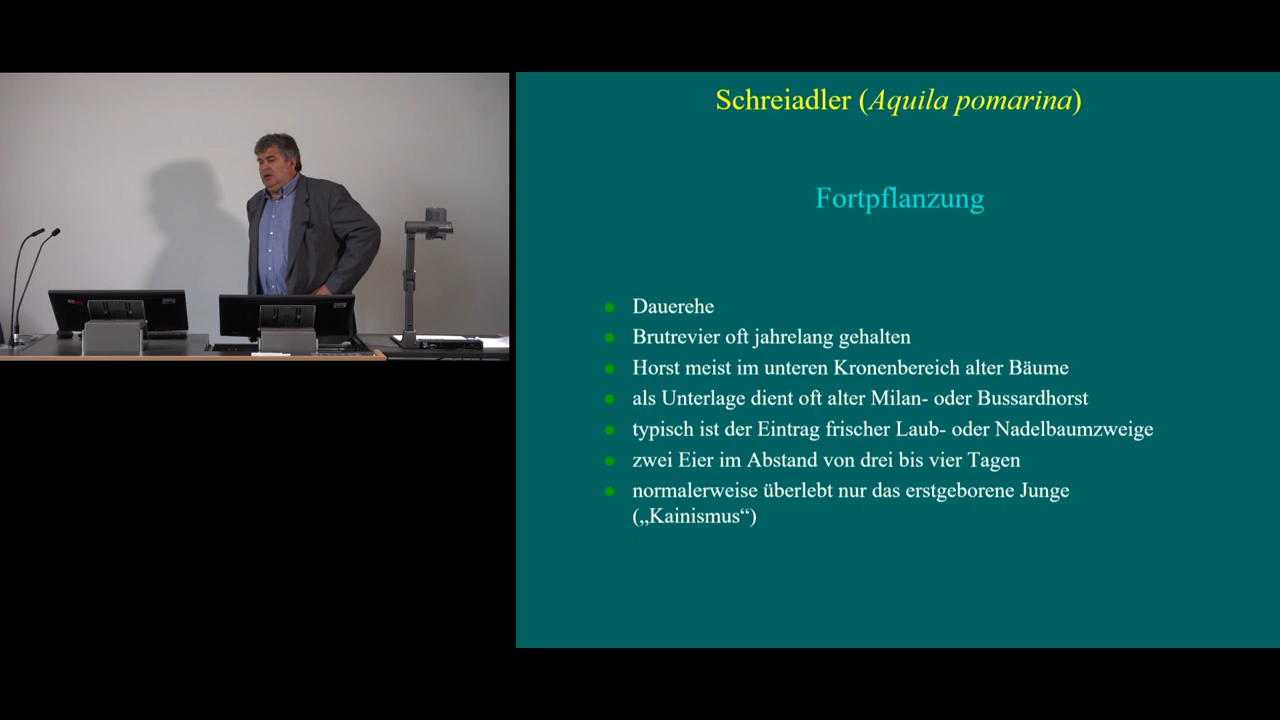 Schreiadler (Aquila pomarina)
Fortpflanzung
Dauerehe
Brutrevier oft jahrelang gehalten
Horst meist im unteren Kronenbereich alter Bäume
als Unterlage dient oft alter Milan- oder Bussardhorst
typisch ist der Eintrag frischer Laub- oder Nadelbaumzweige
zwei Eier im Abstand von drei bis vier Tagen
normalerweise überlebt nur das erstgeborene Junge
(„Kainismus“)